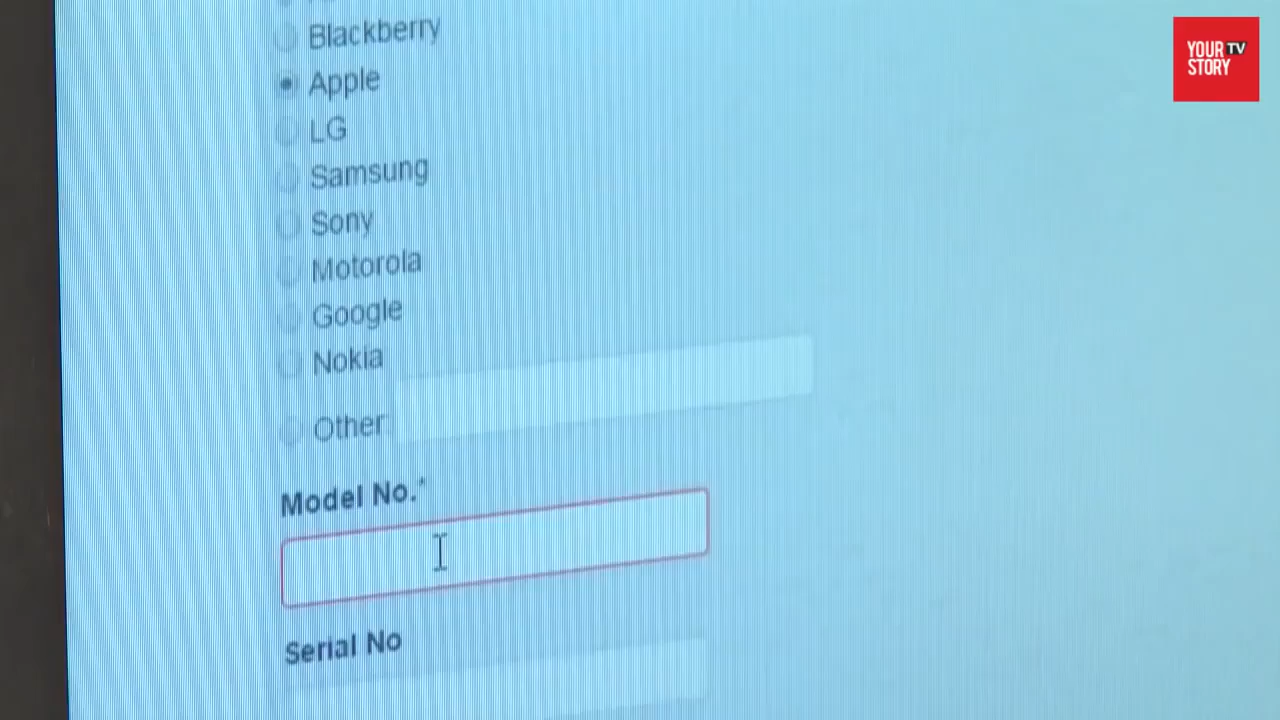 Blackberry
Apple
LG
Samsung
Sony
Motorola
Google
Nokia
Other:
Model No.*
Serial No
YOUR TV
STORY